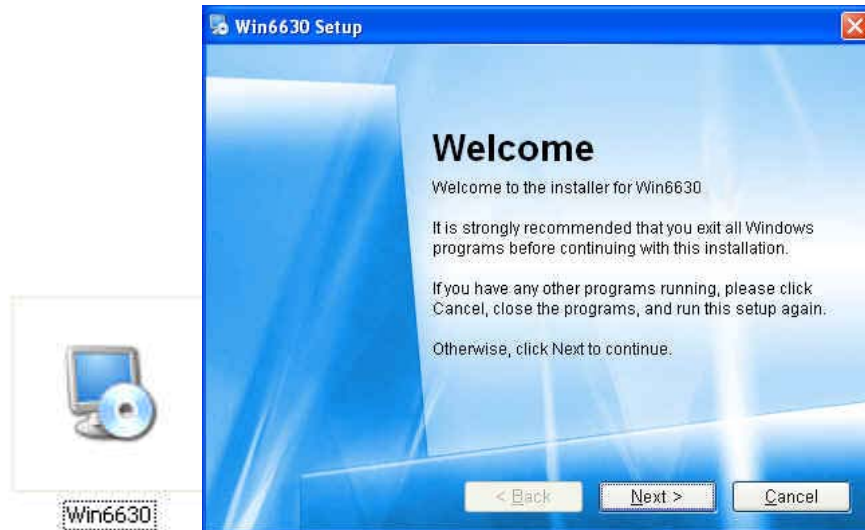 Win6630 Setup
Welcome
Welcome to the installer for Win6630
It is strongly recommended that you exit all Windows
programs before continuing with this installation.
If you have any other programs running, please click
Cancel, close the programs, and run this setup again.
Otherwise, click Next to continue.
< Back Next > Cancel
Win6630